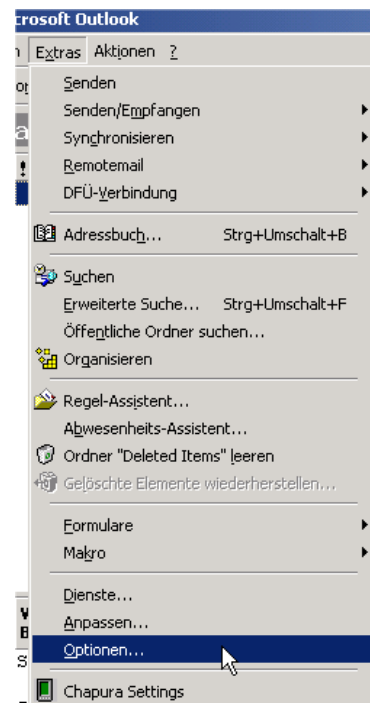 crosoft Outlook
Extras Aktionen ?
Senden
Senden/Empfangen
Synchronisieren
Remotemail
DFÜ-Verbindung
Adressbuch... Strg+Umschalt+B
Suchen
Erweiterte Suche... Strg+Umschalt+F
Öffentliche Ordner suchen...
Organisieren
Regel-Assistent...
Abwesenheits-Assistent...
Ordner "Deleted Items" leeren
Gelöschte Elemente wiederherstellen...
Formulare
Makro
Dienste...
Anpassen...
Optionen...
Chapura Settings